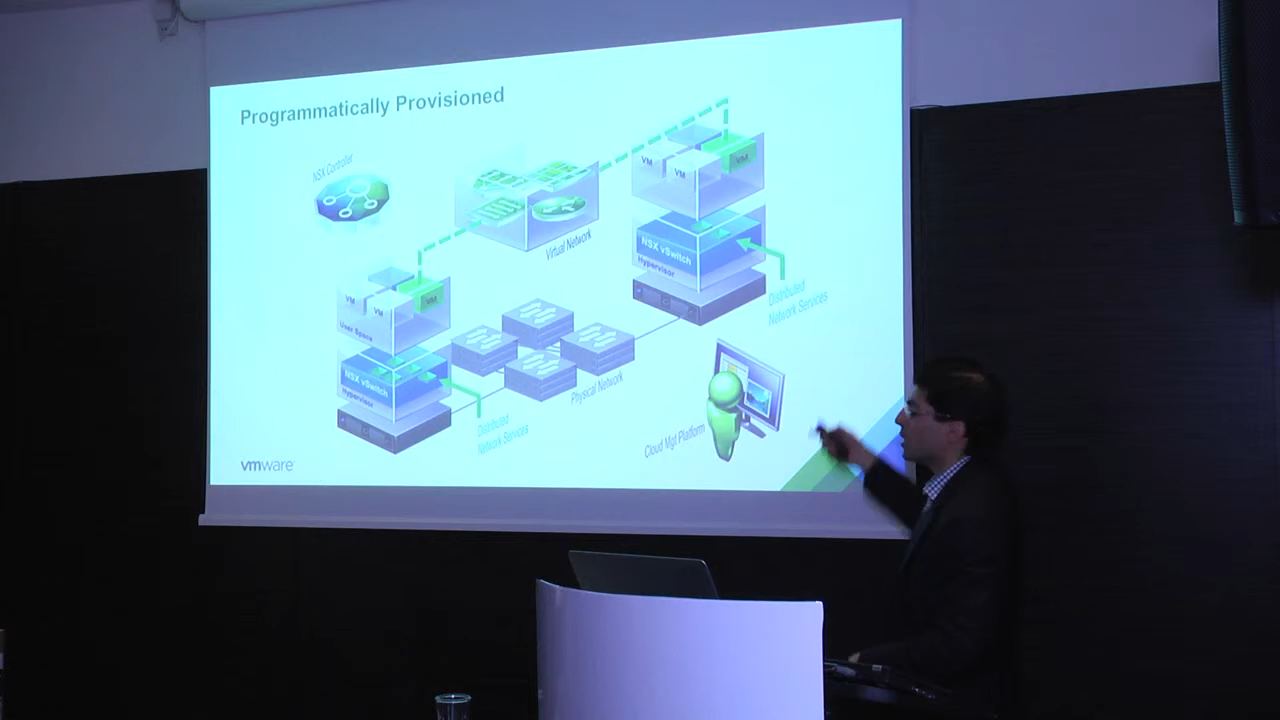 Programmatically Provisioned
NSX Controller
VM
VM
VM
Virtual Network
NSX vSwitch
Hypervisor
Distributed
Network Services
VM
VM
VM
User Space
NSX vSwitch
Hypervisor
Physical Network
Distributed
Network Services
Cloud Mgt Platform
vmware